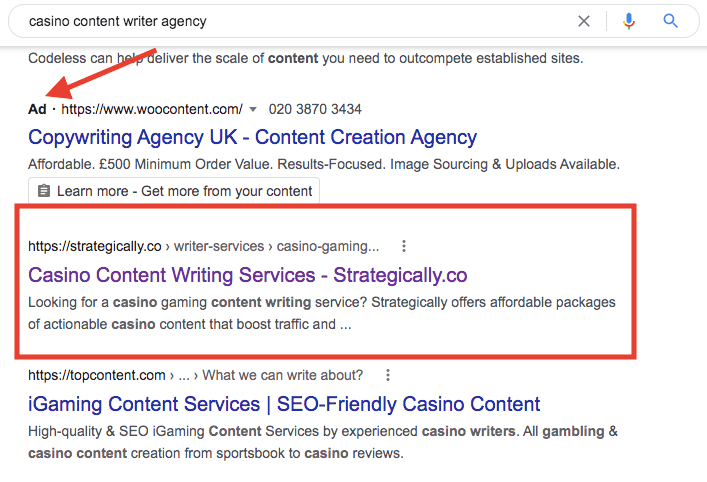 casino content writer agency
Codeless can help deliver the scale of content you need to outcompete established sites.
Ad · https://www.woocontent.com/ 020 3870 3434
Copywriting Agency UK - Content Creation Agency
Affordable. £500 Minimum Order Value. Results-Focused. Image Sourcing & Uploads Available.
Learn more - Get more from your content
https://strategically.co › writer-services › casino-gaming...
Casino Content Writing Services - Strategically.co
Looking for a casino gaming content writing service? Strategically offers affordable packages
of actionable casino content that boost traffic and ...
https://topcontent.com › ... › What we can write about?
iGaming Content Services | SEO-Friendly Casino Content
High-quality & SEO iGaming Content Services by experienced casino writers. All gambling &
casino content creation from sportsbook to casino reviews.